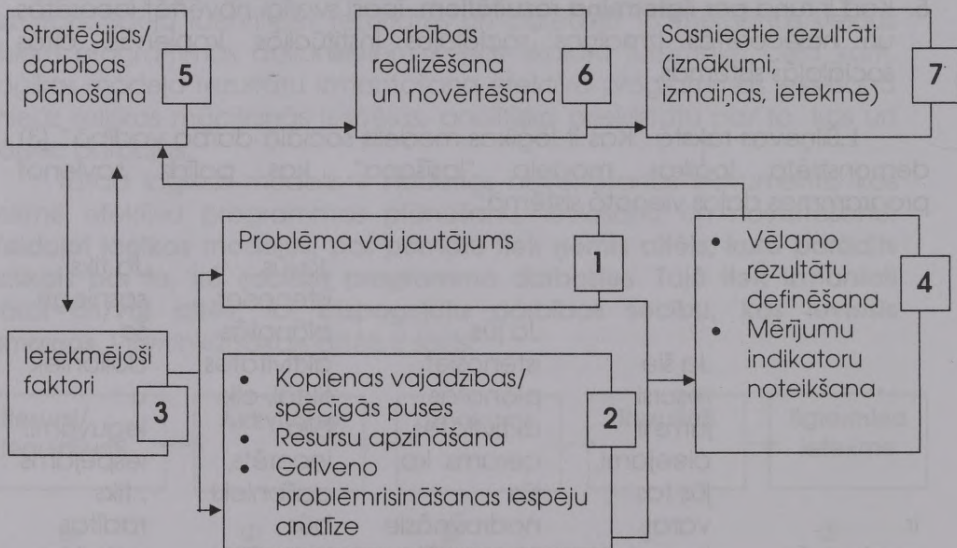 Stratēģijas/
darbības
plānošana
5
Darbības
realizēšana
un novērtēšana
6
Sasniegtie rezultāti
(iznākumi,
izmaiņas, ietekme)
7
Problēma vai jautājums
1
• Vēlamo
rezultātu
definēšana
• Mērījumu
indikatoru
noteikšana
4
Ietekmējoši
faktori
3
• Kopienas vajadzības/
spēcīgās puses
• Resursu apzināšana
• Galveno
problēmrisināšanas iespēju
analīze
2